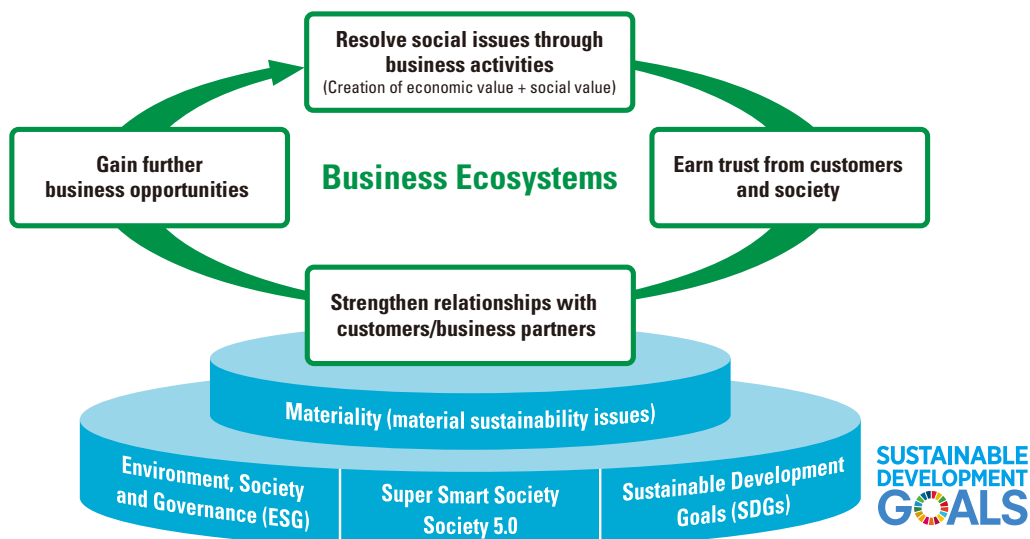 Resolve social issues through
business activities
(Creation of economic value + social value)
Gain further
business opportunities
Business Ecosystems
Earn trust from customers
and society
Strengthen relationships with
customers/business partners
Materiality (material sustainability issues)
Environment, Society
and Governance (ESG)
Super Smart Society
Society 5.0
Sustainable Development
Goals (SDGs)
SUSTAINABLE
DEVELOPMENT
GOALS